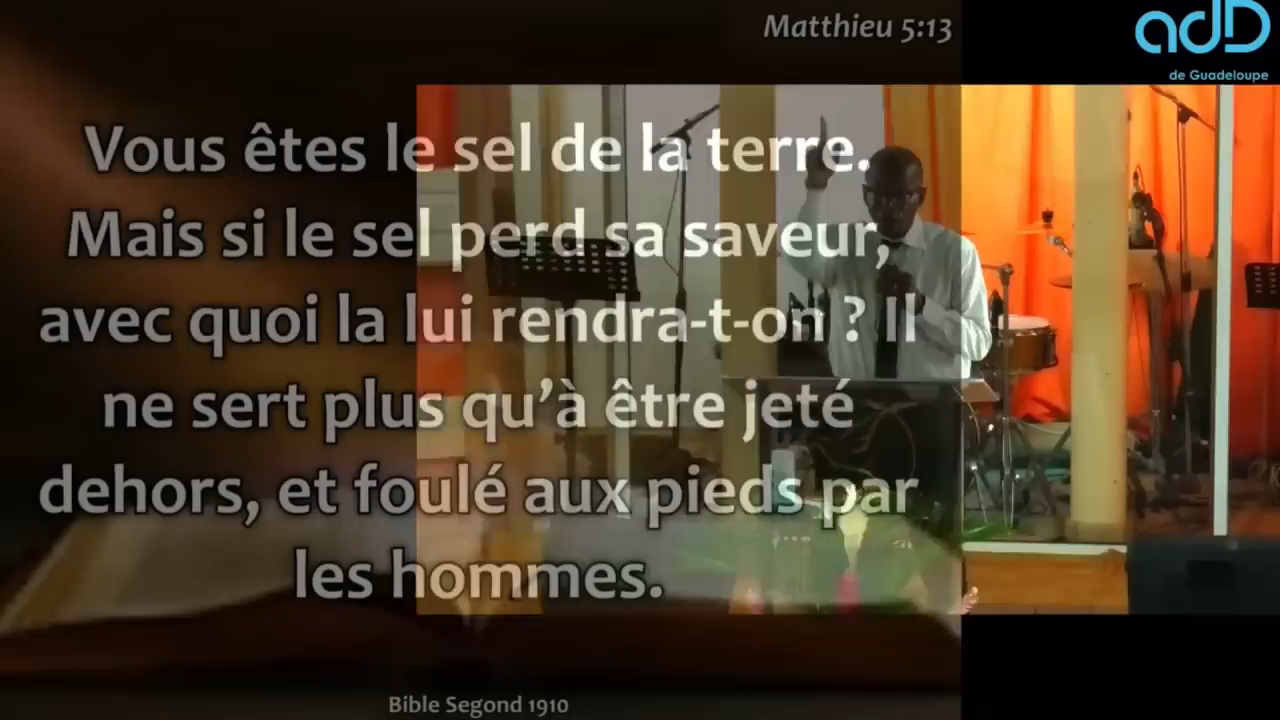 Matthieu 5:13
adD
de Guadeloupe
Vous êtes le sel de la terre.
Mais si le sel perd sa saveur,
avec quoi la lui rendra-t-on ? Il
ne sert plus qu’à être jeté
dehors, et foulé aux pieds par
les hommes.
Bible Segond 1910